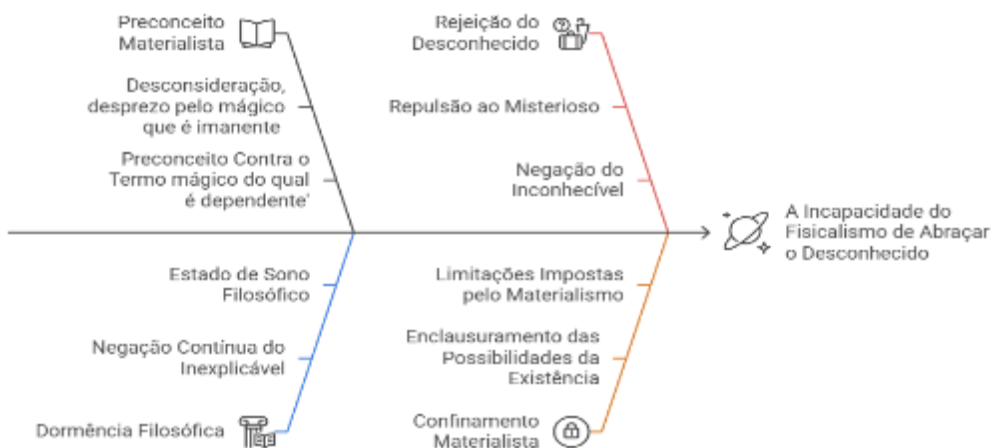 Preconceito
Materialista
Desconsideração,
desprezo pelo mágico
que é imanente
Preconceito Contra o
Termo mágico do qual
é dependente'
Rejeição do
Desconhecido
Repulsão ao Misterioso
Negação do
Inconhecível
A Incapacidade do
Fisicalismo de Abraçar
o Desconhecido
Estado de Sono
Filosófico
Negação Contínua do
Inexplicável
Dormência Filosófica
Limitações Impostas
pelo Materialismo
Enclausuramento das
Possibilidades da
Existência
Confinamento
Materialista